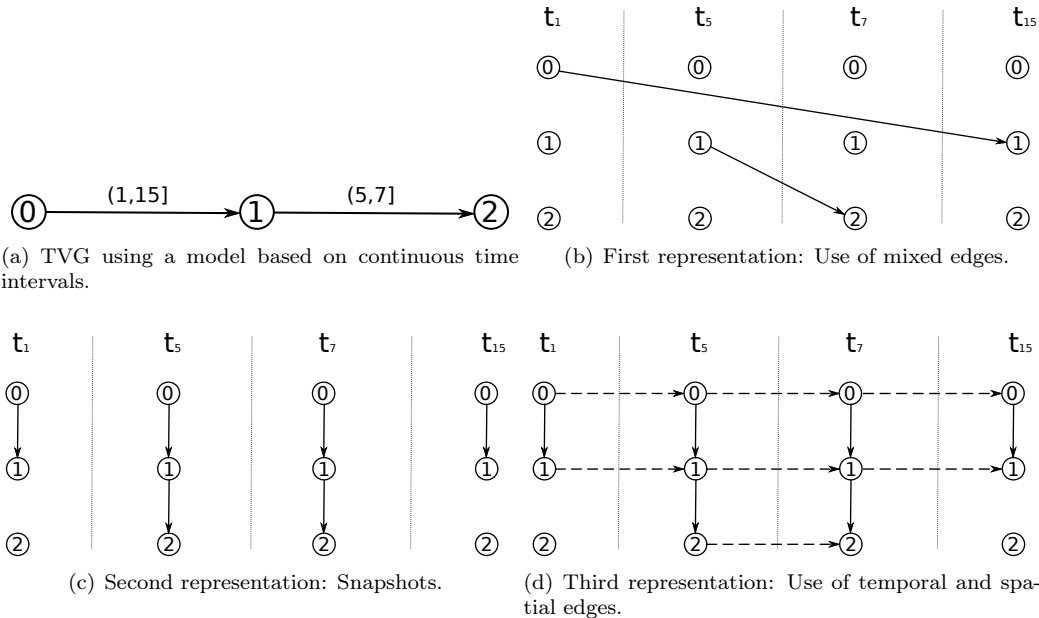 (1,15] (5,7]
0 1 2
(a) TVG using a model based on continuous time
intervals.
t1 t5 t7 t15
0 0 0 0
1 1 1 1
2 2 2 2
(b) First representation: Use of mixed edges.
t1 t5 t7 t15
0 0 0 0
1 1 1 1
2 2 2 2
(c) Second representation: Snapshots.
t1 t5 t7 t15
0 0 0 0
1 1 1 1
2 2 2 2
(d) Third representation: Use of temporal and spa-
tial edges.